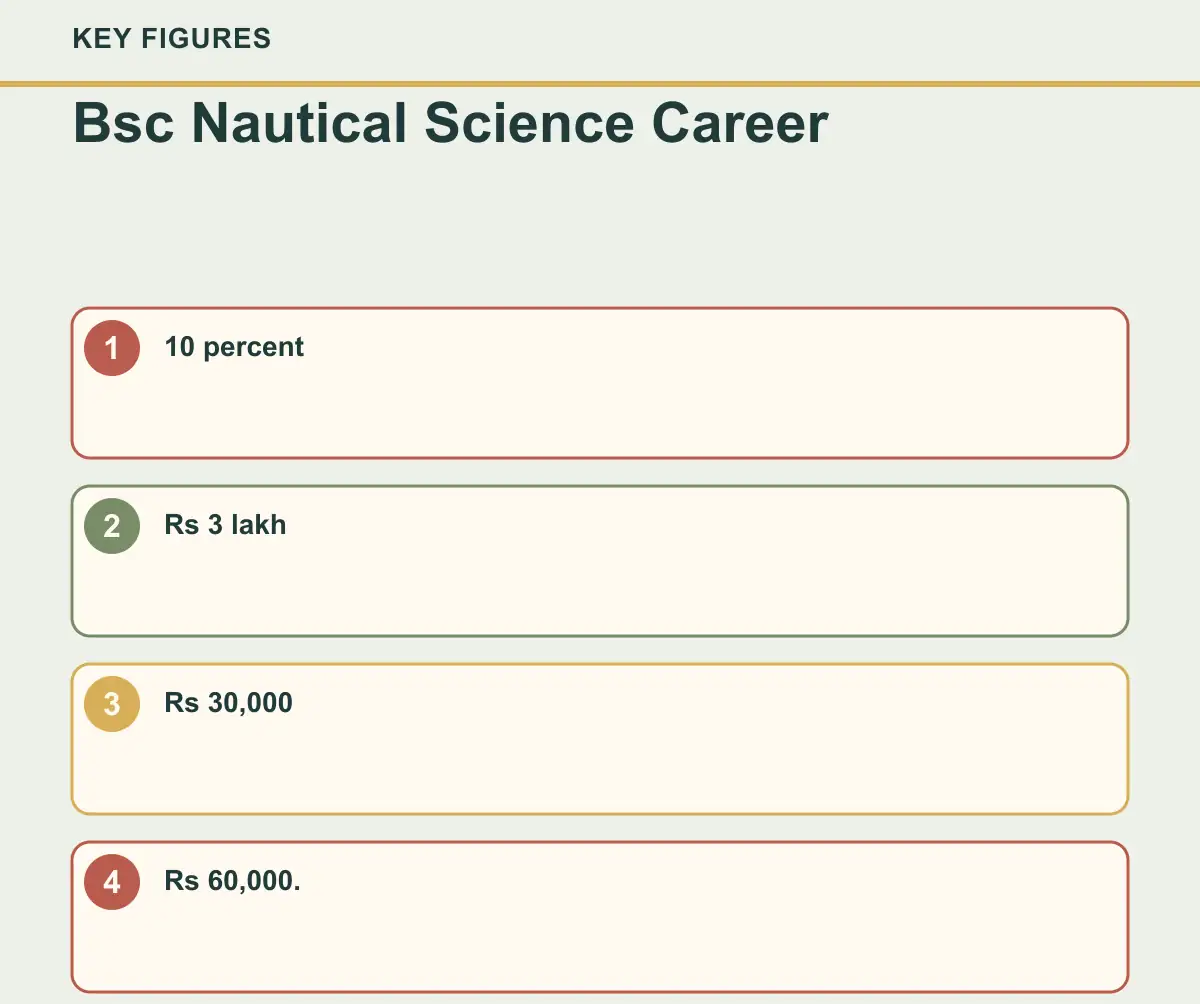 KEY FIGURES
Bsc Nautical Science Career
1 10 percent
2 Rs 3 lakh
3 Rs 30,000
4 Rs 60,000.